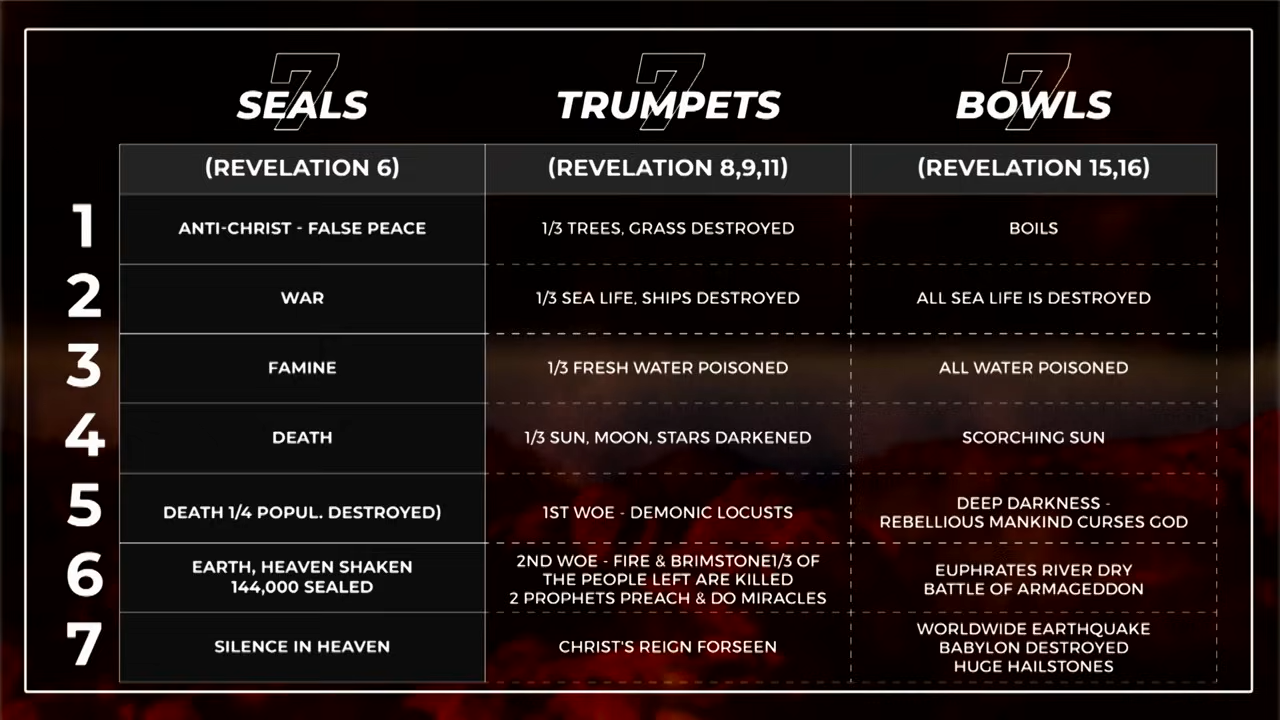 7 7 7
SEALS TRUMPETS BOWLS
(REVELATION 6) (REVELATION 8,9,11) (REVELATION 15,16)
1 ANTI-CHRIST - FALSE PEACE 1/3 TREES, GRASS DESTROYED BOILS
2 WAR 1/3 SEA LIFE, SHIPS DESTROYED ALL SEA LIFE IS DESTROYED
3 FAMINE 1/3 FRESH WATER POISONED ALL WATER POISONED
4 DEATH 1/3 SUN, MOON, STARS DARKENED SCORCHING SUN
5 DEATH 1/4 POPUL. DESTROYED) 1ST WOE - DEMONIC LOCUSTS DEEP DARKNESS -
REBELLIOUS MANKIND CURSES GOD
6 EARTH, HEAVEN SHAKEN
144,000 SEALED
2ND WOE - FIRE & BRIMSTONE1/3 OF
THE PEOPLE LEFT ARE KILLED
2 PROPHETS PREACH & DO MIRACLES
EUPHRATES RIVER DRY
BATTLE OF ARMAGEDDON
7 SILENCE IN HEAVEN CHRIST'S REIGN FORSEEN WORLDWIDE EARTHQUAKE
BABYLON DESTROYED
HUGE HAILSTONES